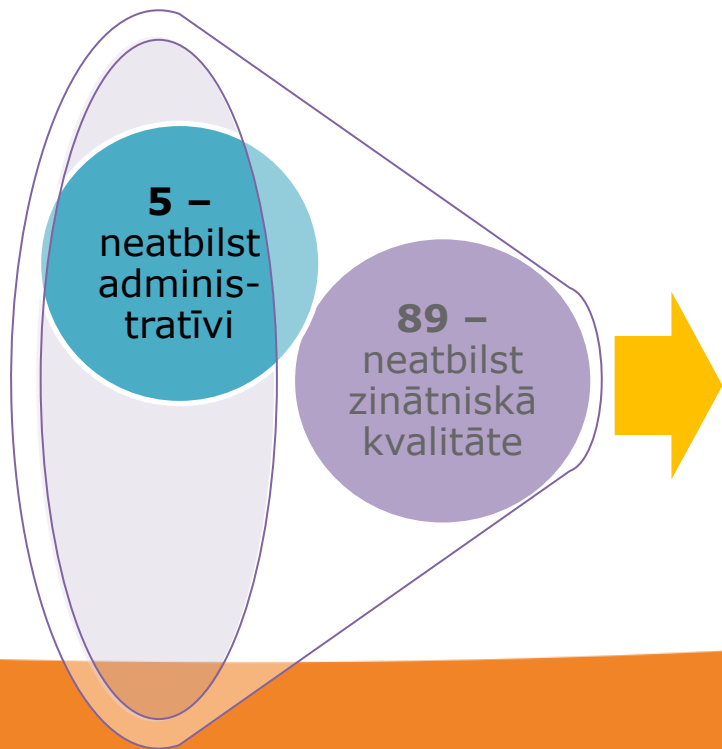 5 –
neatbilst
adminis-
tratīvi
89 –
neatbilst
zinātniskā
kvalitāte